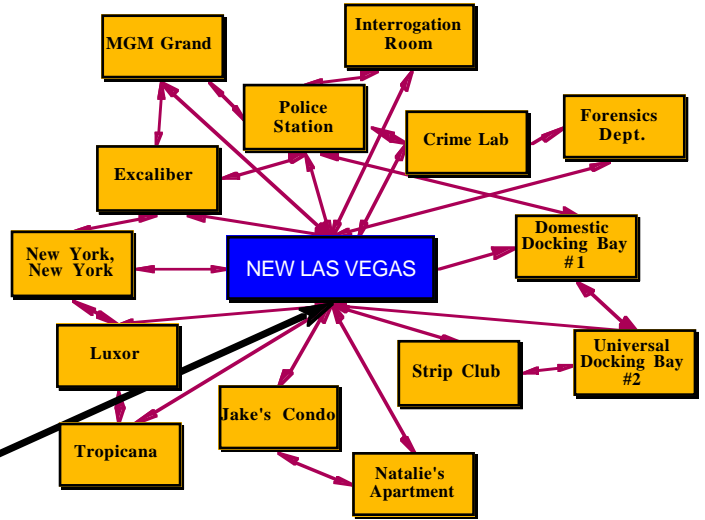 Interrogation
Room
MGM Grand
Police
Station
Crime Lab
Forensics
Dept.
Excaliber
New York,
New York
NEW LAS VEGAS
Domestic
Docking Bay
#1
Luxor
Strip Club
Universal
Docking Bay
#2
Jake's Condo
Tropicana
Natalie's
Apartment